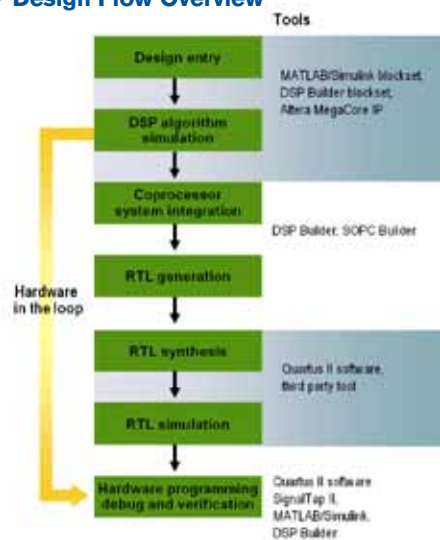 Design Flow Overview
Tools
Design entry
MATLAB/Simulink blockset,
DSP Builder blockset,
Altera MegaCore IP
DSP algorithm
simulation
Coprocessor
system integration
DSP Builder, SOPC Builder
RTL generation
Hardware
in the loop
RTL synthesis
Quartus II software,
third party tool
RTL simulation
Hardware programming
debug and verification
Quartus II software
SignalTap II,
MATLAB/Simulink,
DSP Builder